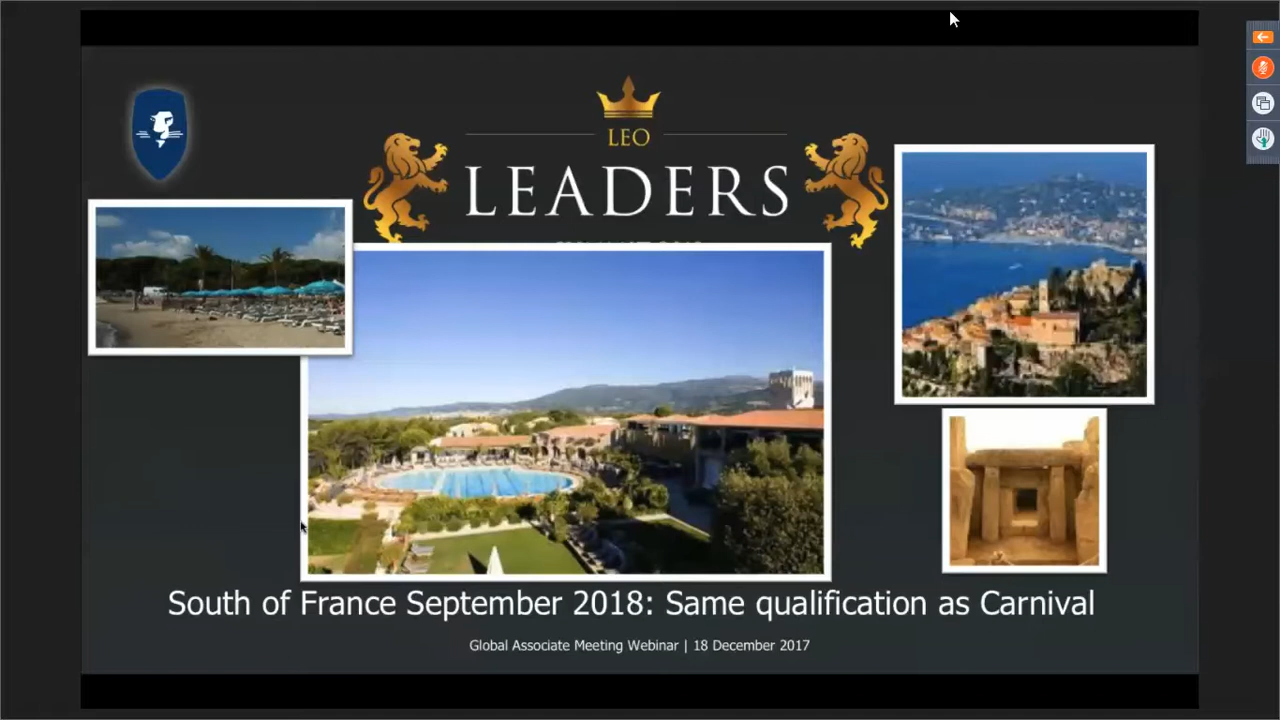 LEO
LEADERS
South of France September 2018: Same qualification as Carnival
Global Associate Meeting Webinar | 18 December 2017